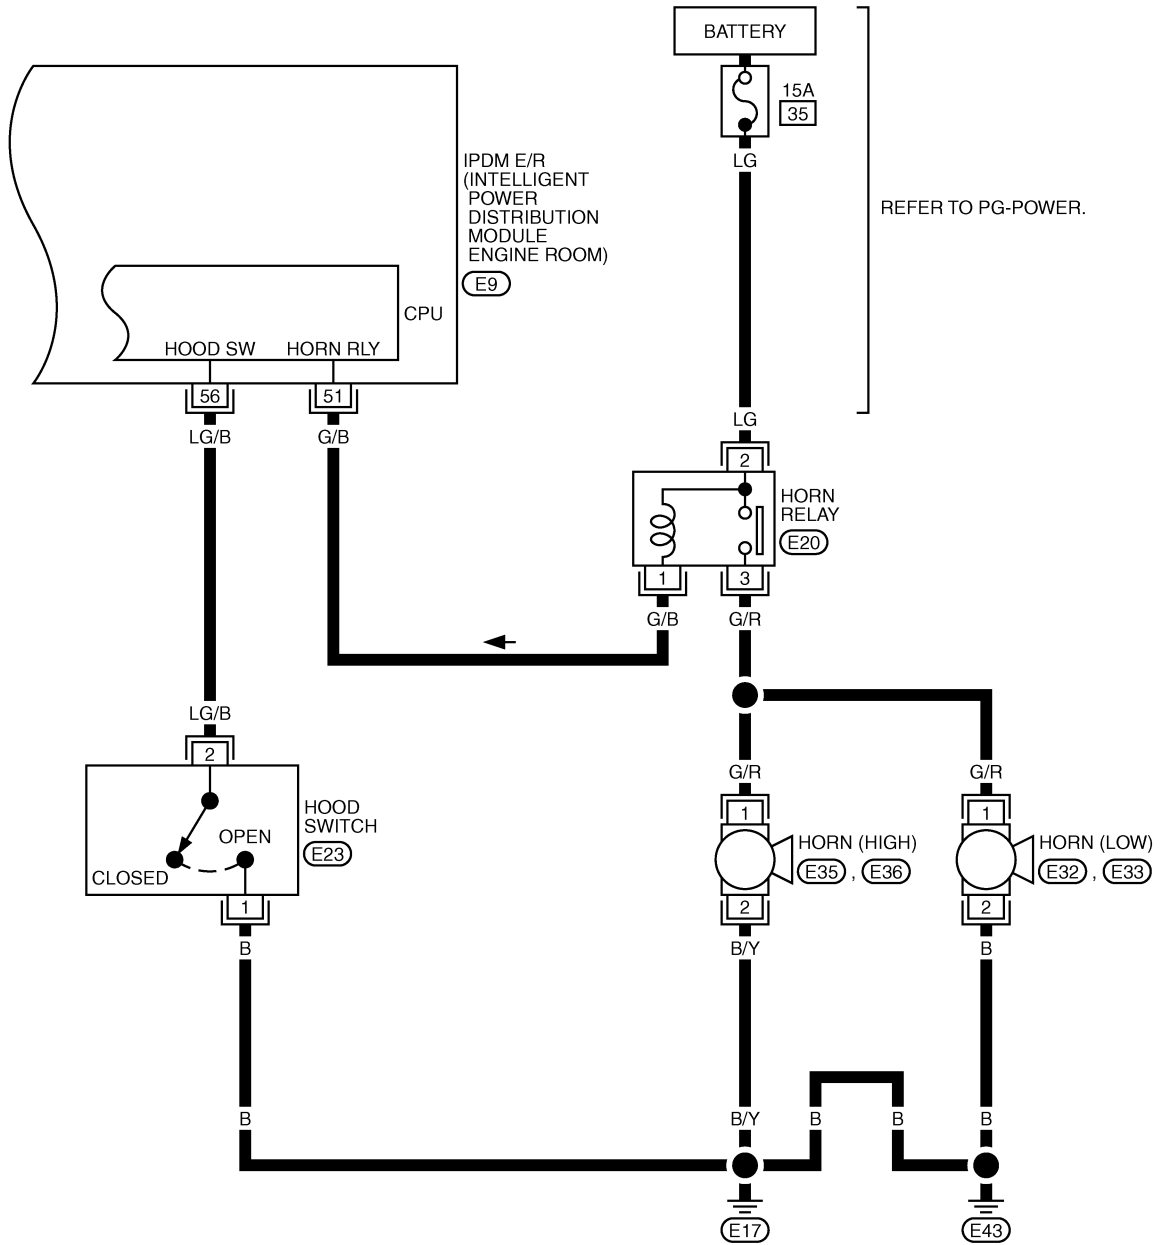 BATTERY
15A
35
LG
REFER TO PG-POWER.
IPDM E/R
(INTELLIGENT
POWER
DISTRIBUTION
MODULE
ENGINE ROOM)
E9
CPU
HOOD SW
HORN RLY
56
51
LG/B
G/B
LG
2
HORN
RELAY
E20
1
3
G/B
G/R
LG/B
2
HOOD
SWITCH
E23
OPEN
CLOSED
1
B
G/R
G/R
1
1
HORN (HIGH)
E35 , E36
HORN (LOW)
E32 , E33
2
2
B/Y
B
B
B/Y
B
B
B
E17
E43